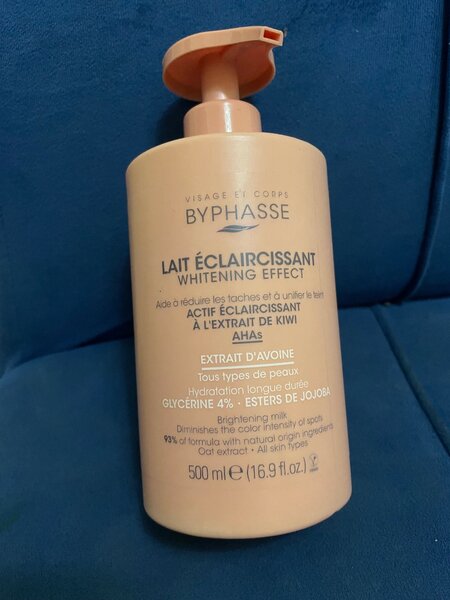 VISAGE ET CORPS
BYPHASSE
LAIT ÉCLAIRCISSANT
WHITENING EFFECT
Aide à réduire les taches et à unifier le teint
ACTIF ÉCLAIRCISSANT
À L'EXTRAIT DE KIWI
AHAs
EXTRAIT D'AVOINE
Tous types de peaux
Hydratation longue durée
GLYCÉRINE 4% · ESTERS DE JOJOBA
Brightening milk
Diminishes the color intensity of spots
93% of formula with natural origin ingredients
Oat extract · All skin types
500 ml ℮ (16.9 fl.oz.)